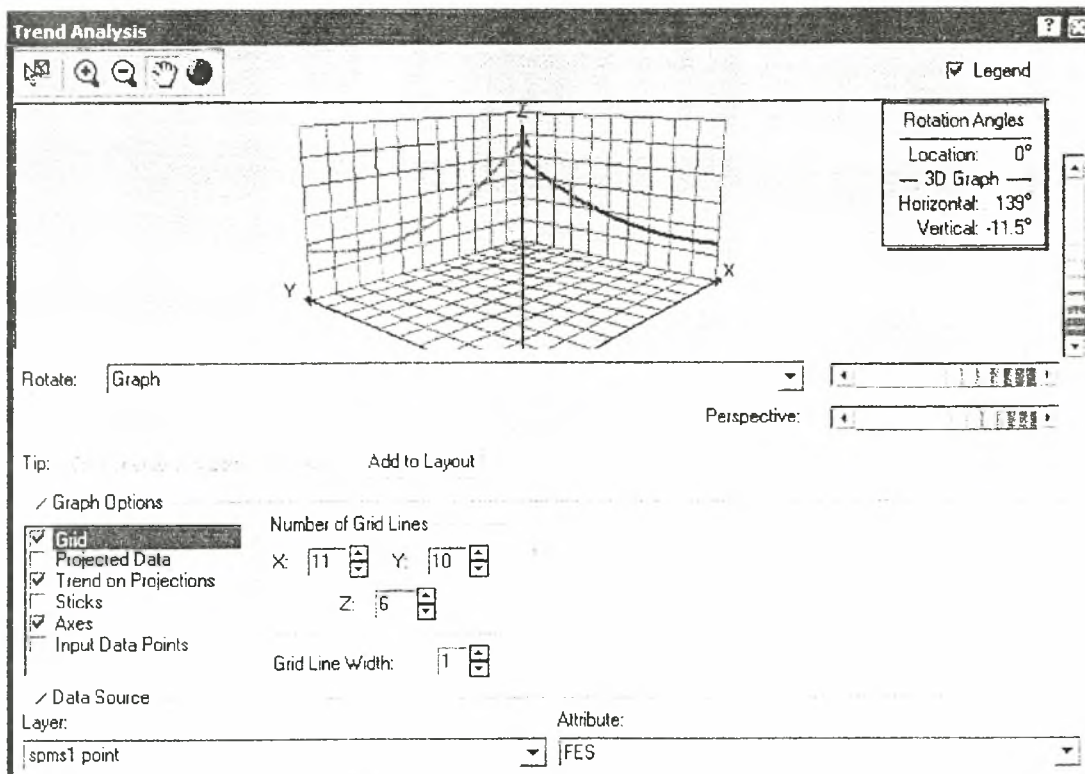 Trend Analysis
Legend
Rotation Angles
Location: 0°
3D Graph
Horizontal: 139°
Vertical: -11.5°
Z
Y
X
Rotate: Graph
Perspective:
Tip:
Add to Layout
Graph Options
Grid
Projected Data
Trend on Projections
Sticks
Axes
Input Data Points
Number of Grid Lines
X: 11 Y: 10
Z: 6
Grid Line Width: 1
Data Source
Layer: Attribute:
spms1 point FES